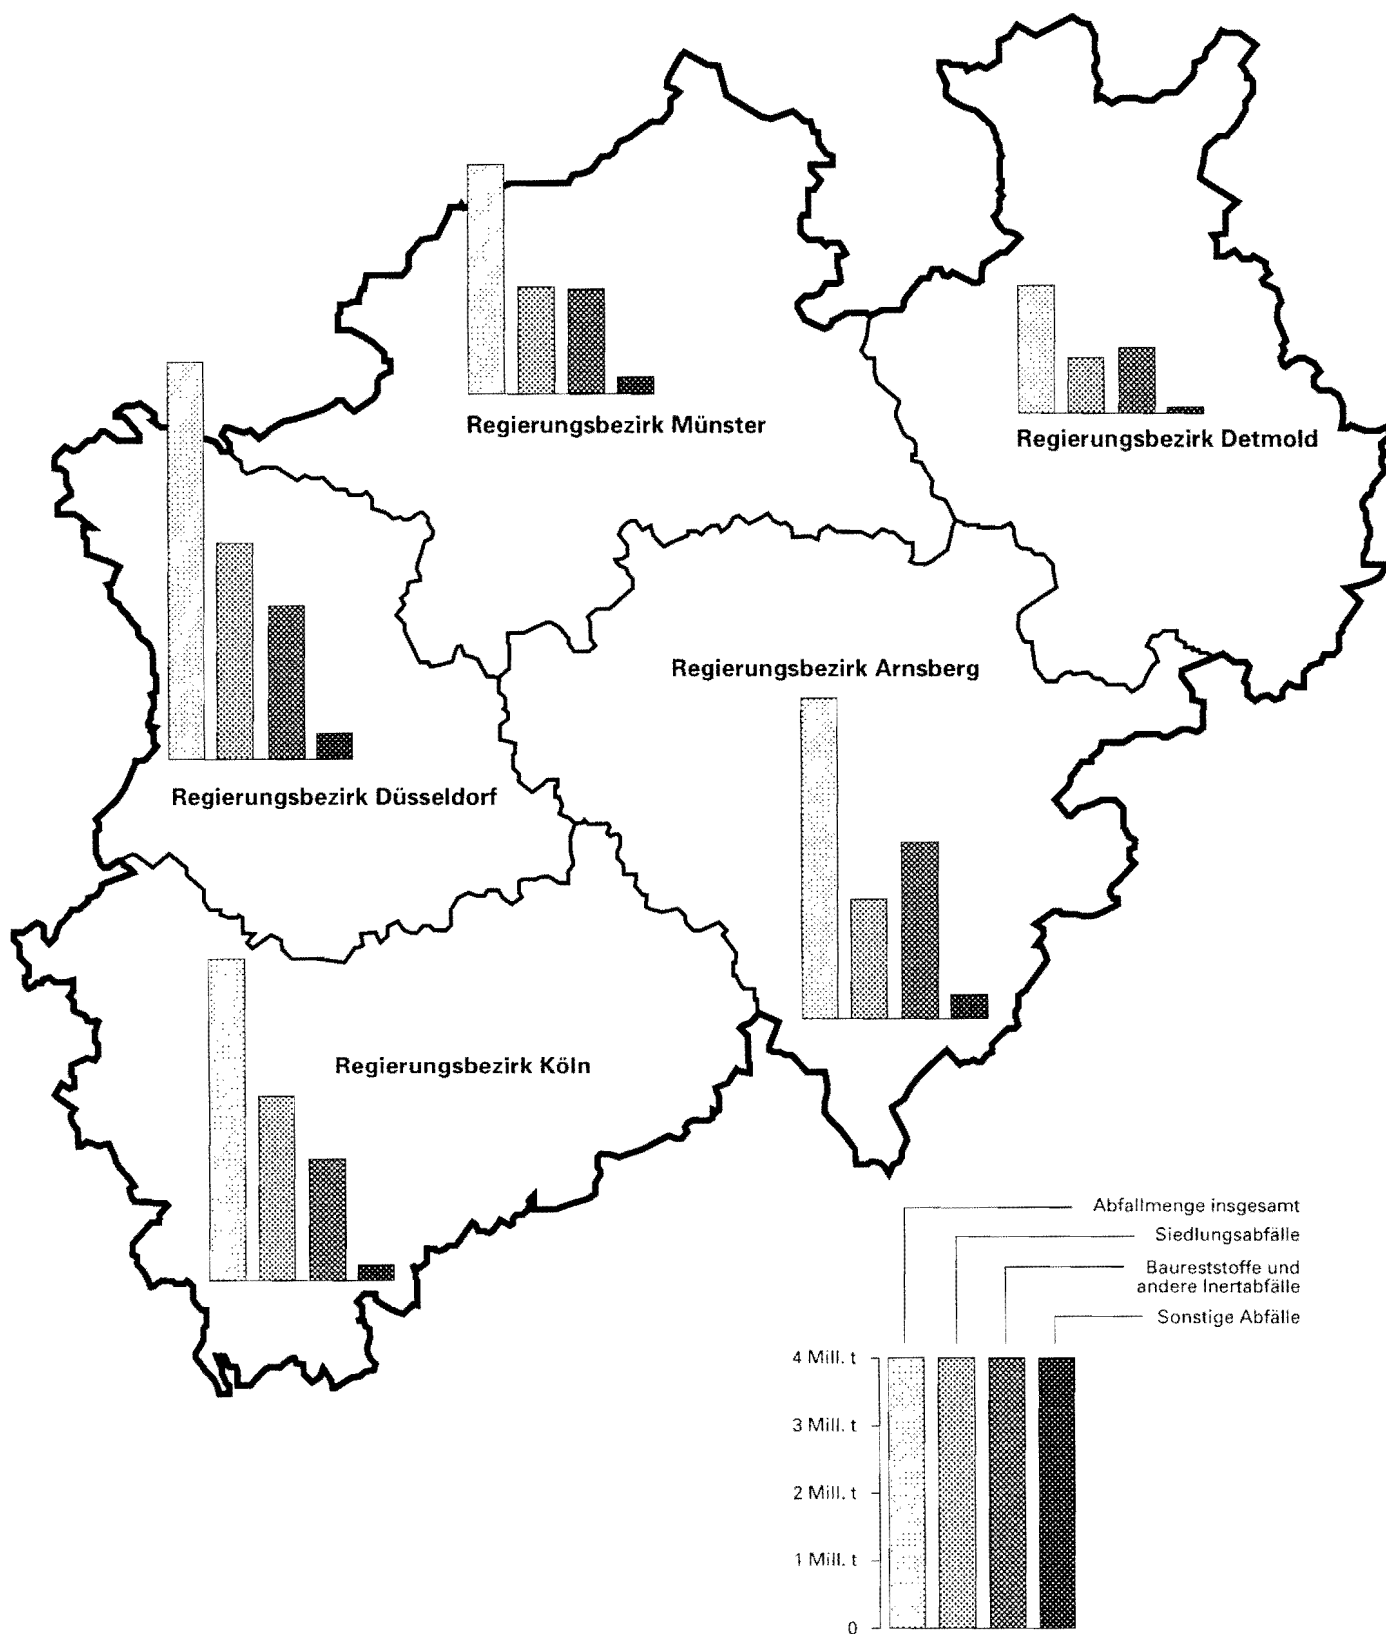 Regierungsbezirk Münster
Regierungsbezirk Detmold
Regierungsbezirk Arnsberg
Regierungsbezirk Düsseldorf
Regierungsbezirk Köln
Abfallmenge insgesamt
Siedlungsabfälle
Baureststoffe und
andere Inertabfälle
Sonstige Abfälle
4 Mill. t
3 Mill. t
2 Mill. t
1 Mill. t
0